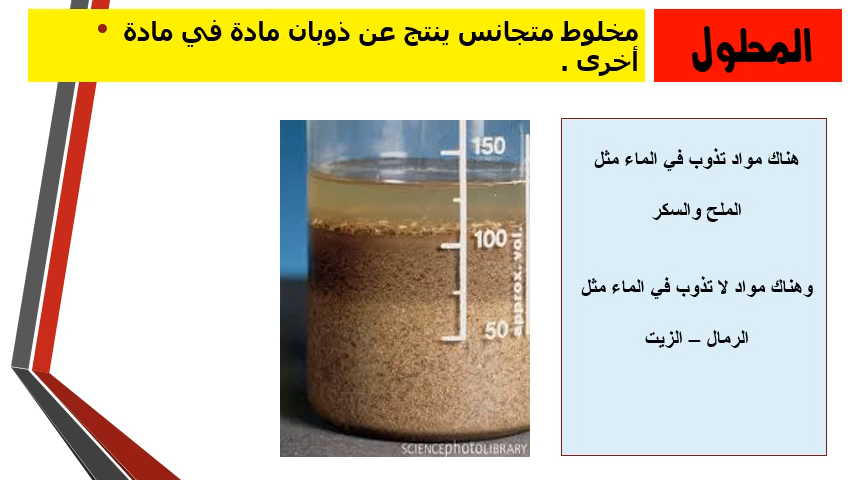 المحلول
• مخلوط متجانس ينتج عن ذوبان مادة في مادة
أخرى .
هناك مواد تذوب في الماء مثل
الملح والسكر
وهناك مواد لا تذوب في الماء مثل
الرمال – الزيت
150
100
50
approx. vol.
SCIENCEphotoLIBRARY